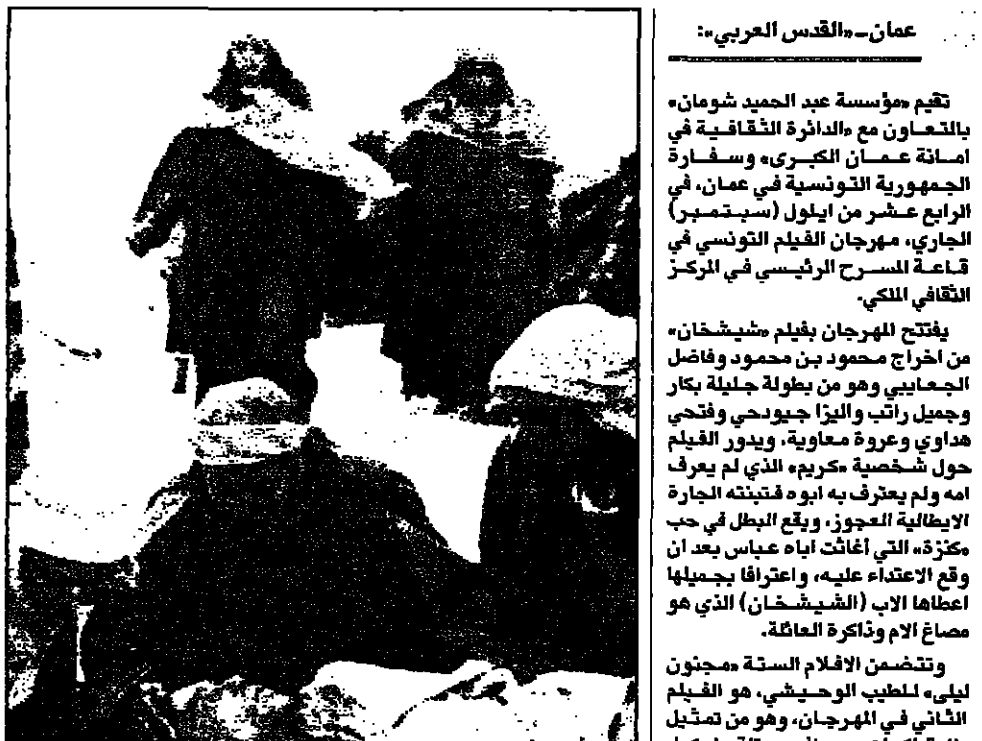 عمان-«القدس العربي»:
تقيم «مؤسسة عبد الحميد شومان»
بالتعاون مع «الدائرة الثقافية في
امانة عمان الكبرى» وسفارة
الجمهورية التونسية في عمان، في
الرابع عشر من ايلول (سبتمبر)
الجاري، مهرجان الفيلم التونسي في
قاعة المسرح الرئيسي في المركز
الثقافي الملكي.
يفتتح المهرجان بفيلم «شيشخان»
من اخراج محمود بن محمود وفاضل
الجعايبي وهو من بطولة جليلة بكار
وجميل راتب واليزا جيودحي وفتحي
هداوي وعروة معاوية، ويدور الفيلم
حول شخصية «كريم» الذي لم يعرف
امه ولم يعترف به ابوه فتبنته الجارة
الايطالية العجوز، ويقع البطل في حب
«كنزة» التي أغاثت اباه عباس بعد ان
وقع الاعتداء عليه، واعترافا بجميلها
اعطاها الاب (الشيشخان) الذي هو
مصاغ الام وذاكرة العائلة.
وتتضمن الافلام الستة «مجنون
ليلى» للطيب الوحيشي، هو الفيلم
الثاني في المهرجان، وهو من تمثيل